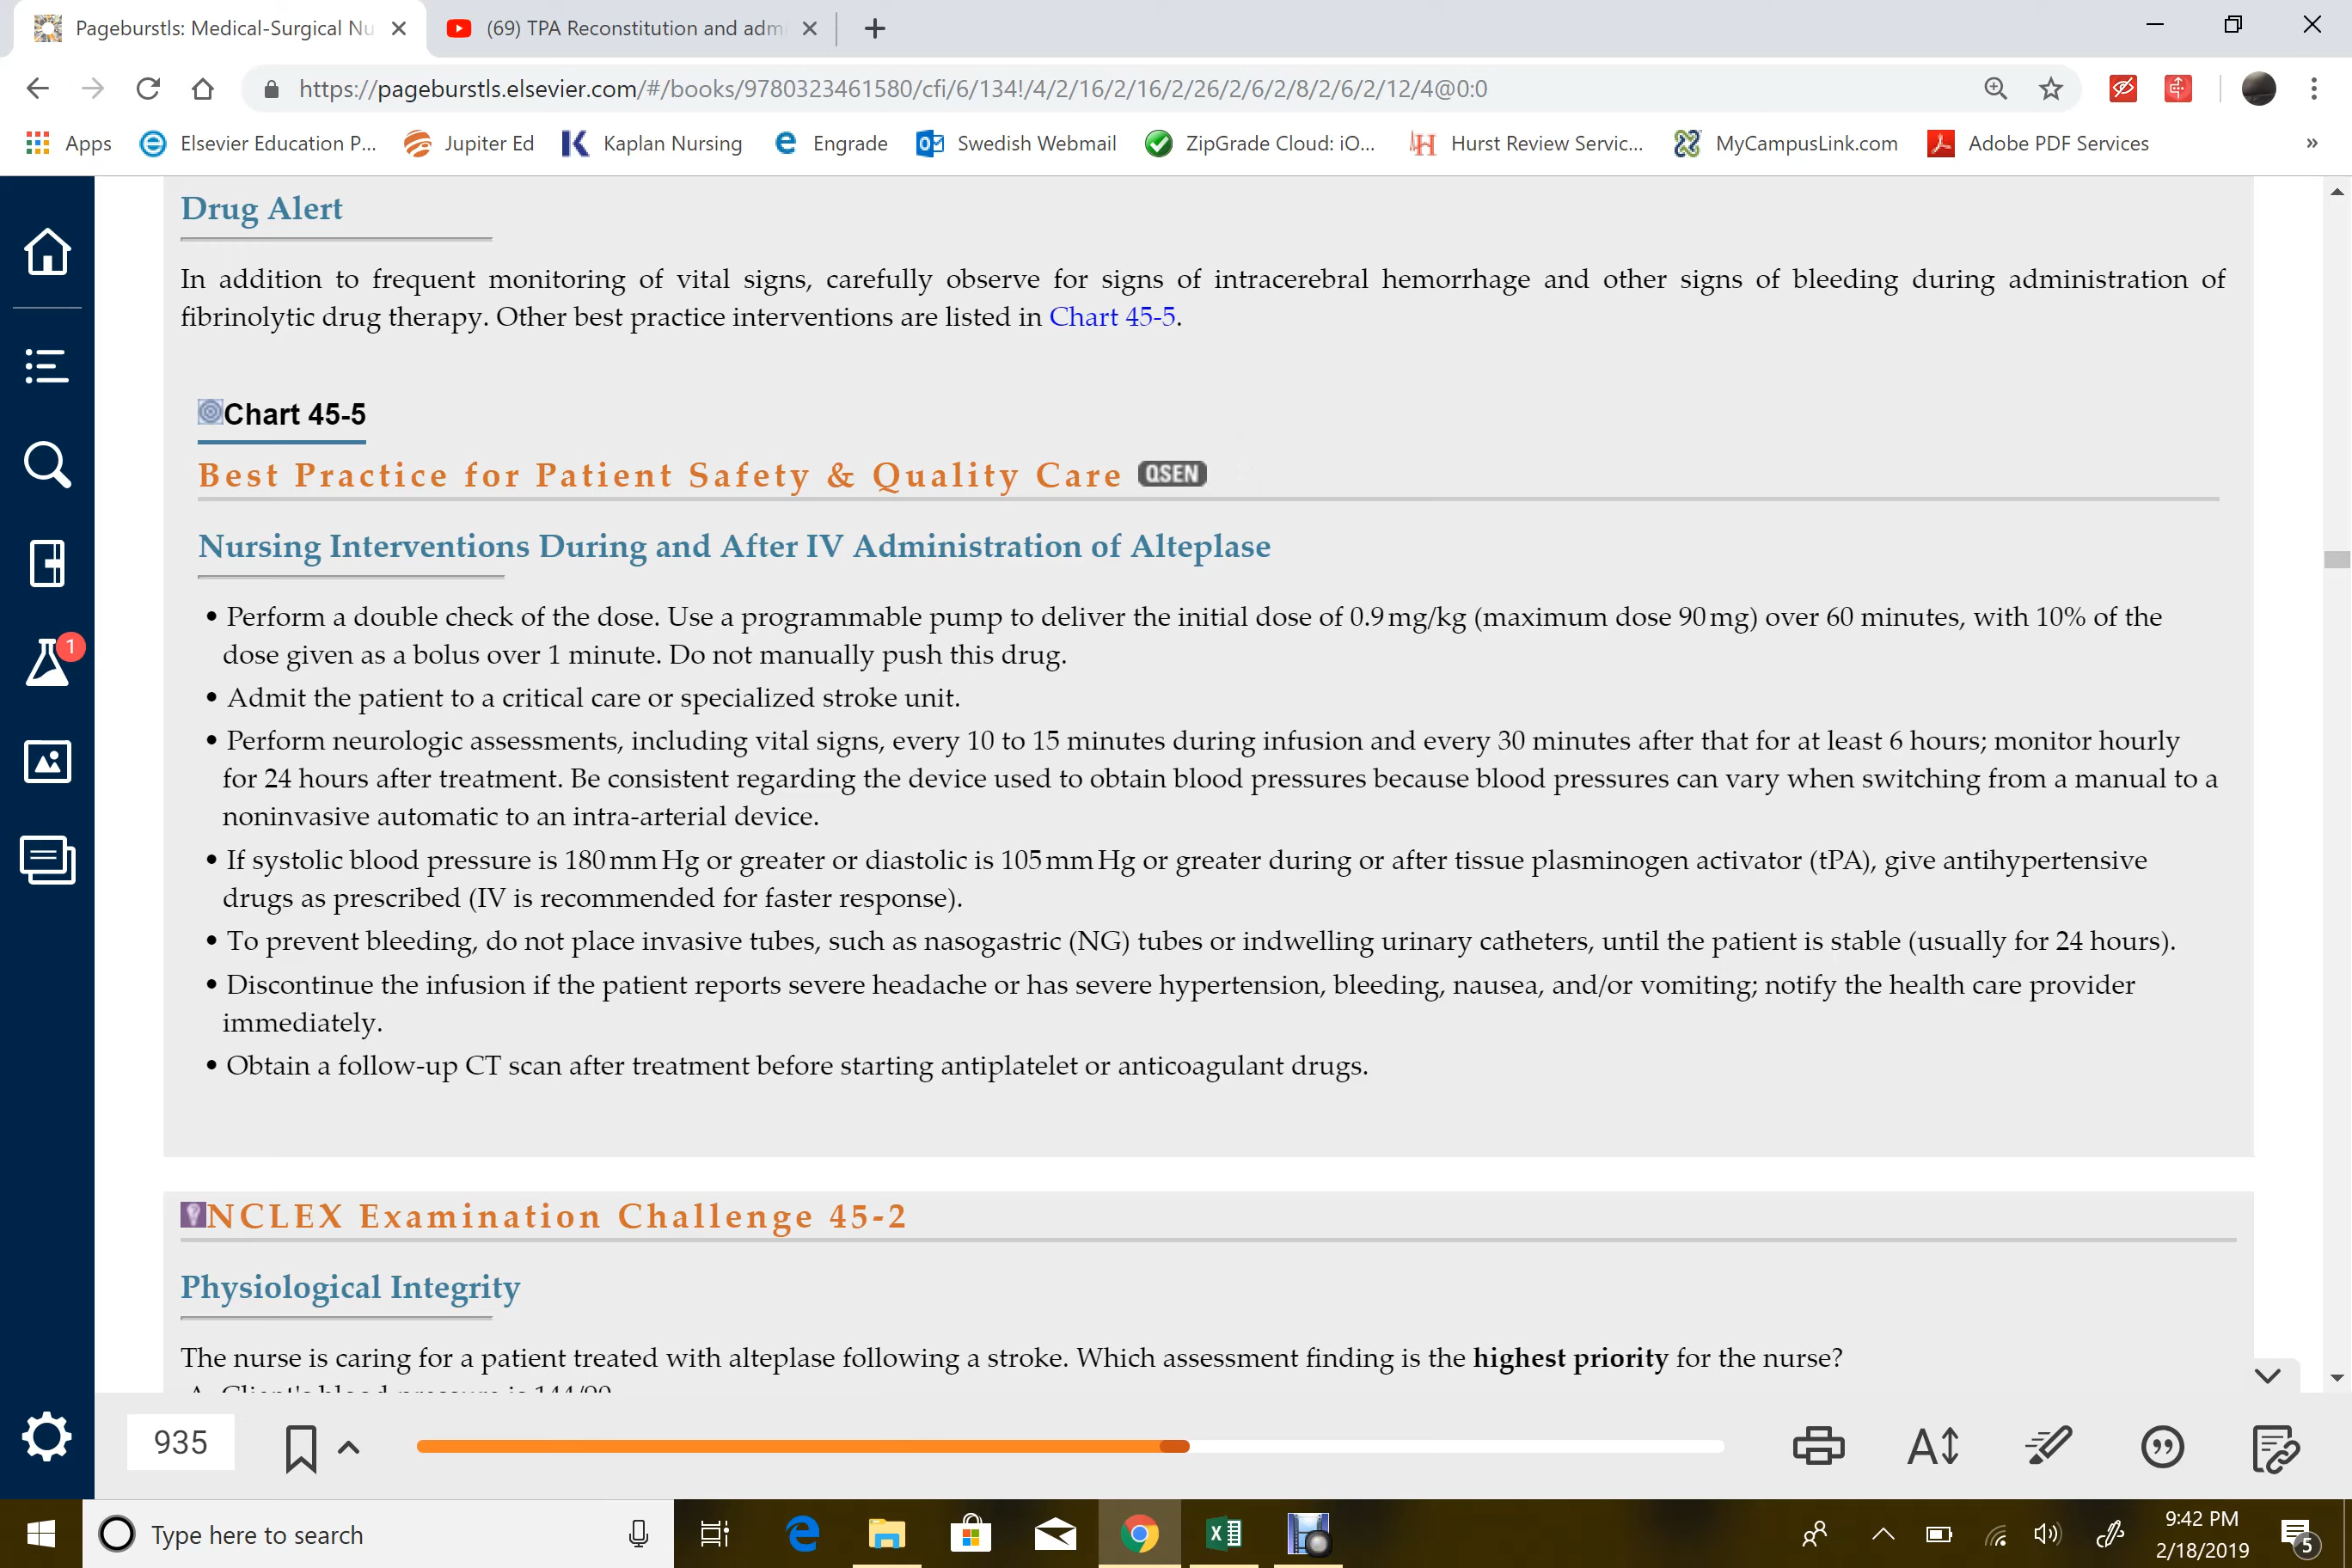 Pageburstls: Medical-Surgical Nu
(69) TPA Reconstitution and adm
https://pageburstls.elsevier.com/#/books/9780323461580/cfi/6/134!/4/2/16/2/16/2/26/2/6/2/8/2/6/2/12/4@0:0
Apps Elsevier Education P... Jupiter Ed Kaplan Nursing Engrade Swedish Webmail ZipGrade Cloud: iO... Hurst Review Servic... MyCampusLink.com Adobe PDF Services »
Drug Alert
In addition to frequent monitoring of vital signs, carefully observe for signs of intracerebral hemorrhage and other signs of bleeding during administration of
fibrinolytic drug therapy. Other best practice interventions are listed in Chart 45-5.
Chart 45-5
Best Practice for Patient Safety & Quality Care QSEN
Nursing Interventions During and After IV Administration of Alteplase
• Perform a double check of the dose. Use a programmable pump to deliver the initial dose of 0.9 mg/kg (maximum dose 90 mg) over 60 minutes, with 10% of the
dose given as a bolus over 1 minute. Do not manually push this drug.
• Admit the patient to a critical care or specialized stroke unit.
• Perform neurologic assessments, including vital signs, every 10 to 15 minutes during infusion and every 30 minutes after that for at least 6 hours; monitor hourly
for 24 hours after treatment. Be consistent regarding the device used to obtain blood pressures because blood pressures can vary when switching from a manual to a
noninvasive automatic to an intra-arterial device.
• If systolic blood pressure is 180 mm Hg or greater or diastolic is 105 mm Hg or greater during or after tissue plasminogen activator (tPA), give antihypertensive
drugs as prescribed (IV is recommended for faster response).
• To prevent bleeding, do not place invasive tubes, such as nasogastric (NG) tubes or indwelling urinary catheters, until the patient is stable (usually for 24 hours).
• Discontinue the infusion if the patient reports severe headache or has severe hypertension, bleeding, nausea, and/or vomiting; notify the health care provider
immediately.
• Obtain a follow-up CT scan after treatment before starting antiplatelet or anticoagulant drugs.
1
NCLEX Examination Challenge 45-2
Physiological Integrity
The nurse is caring for a patient treated with alteplase following a stroke. Which assessment finding is the highest priority for the nurse?
A. Client's blood pressure is 144/90
935
Type here to search
9:42 PM
2/18/2019
5